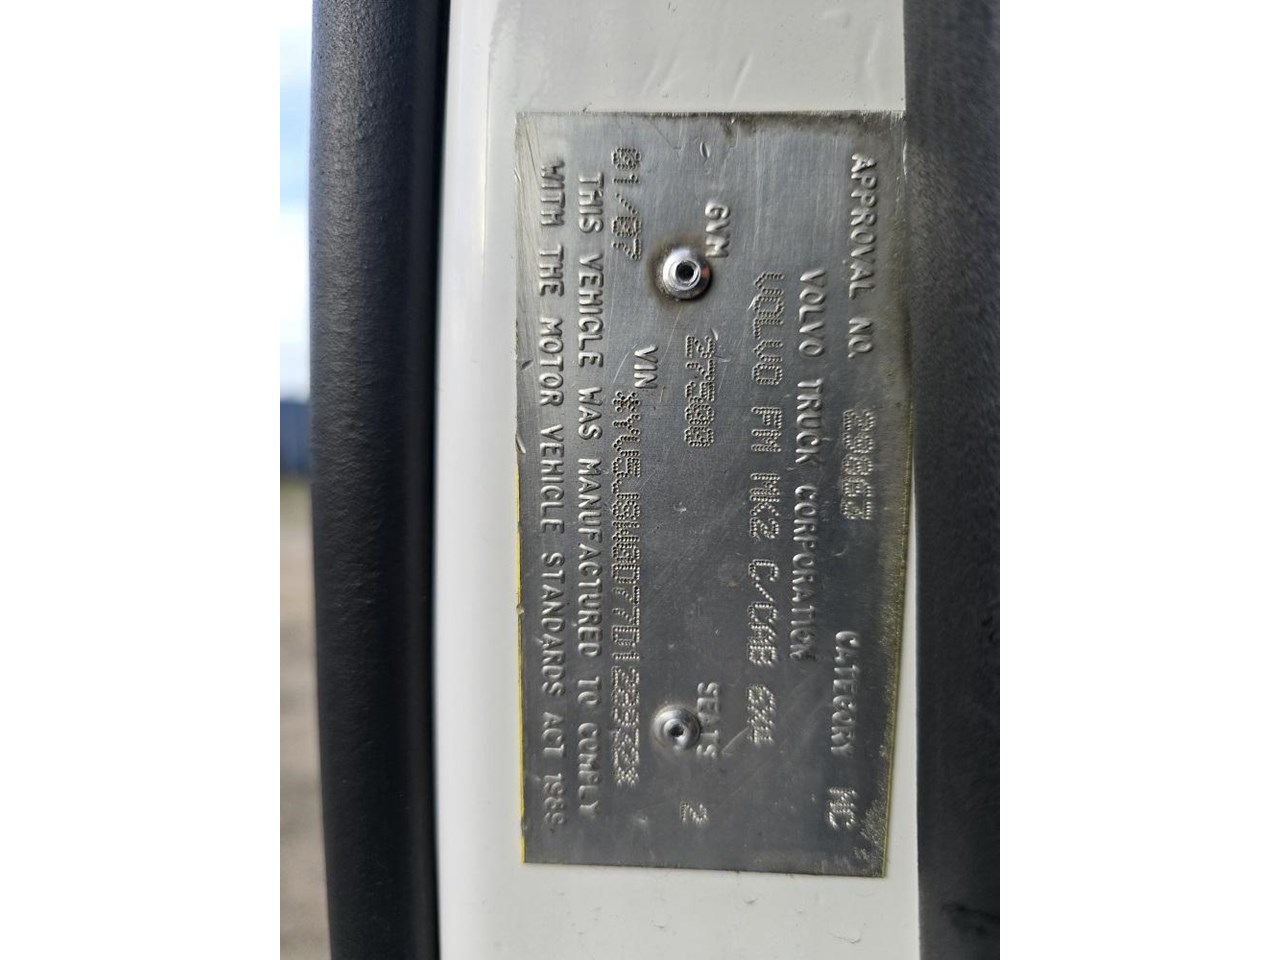 APPROVAL NO. CATEGORY NC
VOLVO TRUCK CORPORATION
VOLVO FM MK2 C/CAB 6X4
GVM SEATS 2
01/07 VIN
THIS VEHICLE WAS MANUFACTURED TO COMPLY
WITH THE MOTOR VEHICLE STANDARDS ACT 1989.